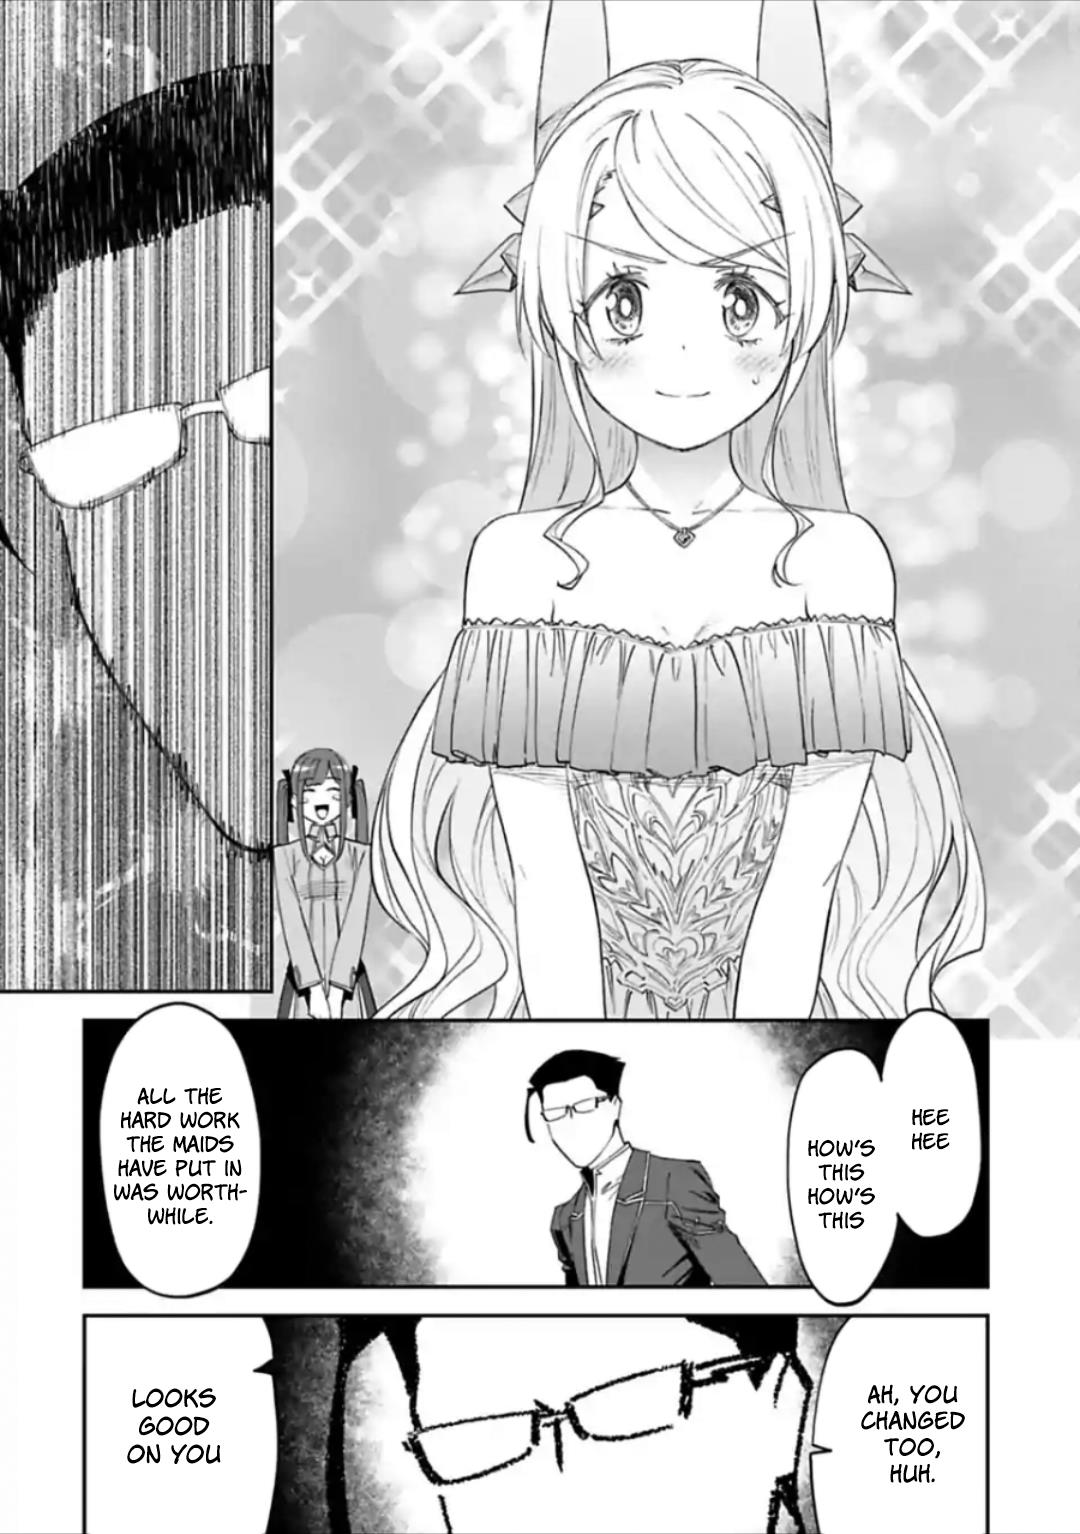 HEE
HEE
HOW'S
THIS
HOW'S
THIS
ALL THE
HARD WORK
THE MAIDS
HAVE PUT IN
WAS WORTH-
WHILE.
AH, YOU
CHANGED
TOO,
HUH.
LOOKS
GOOD
ON YOU